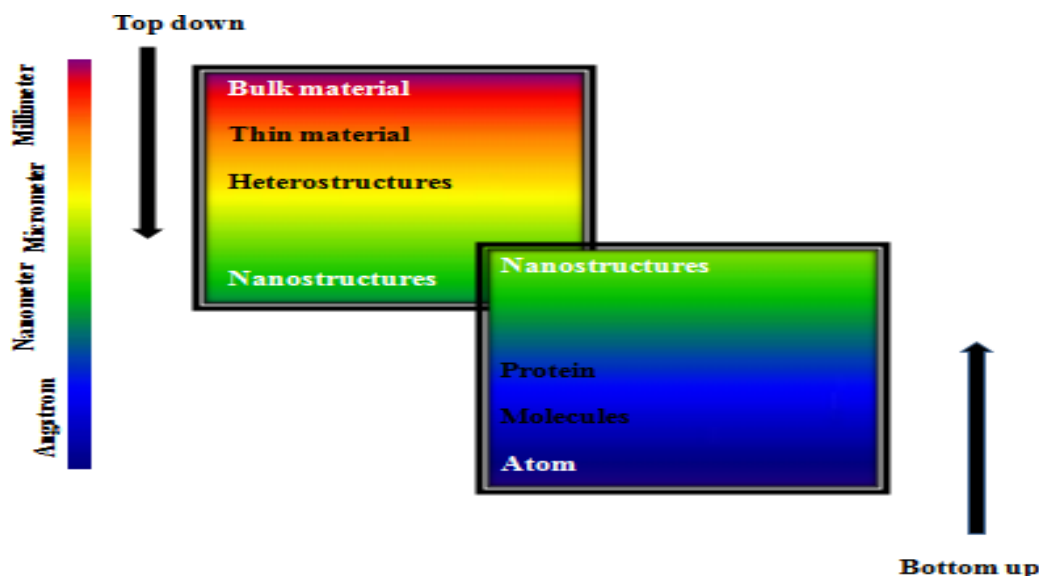 Top down
Millimeter
Micrometer
Nanometer
Angstrom
Bulk material
Thin material
Heterostructures
Nanostructures
Nanostructures
Protein
Molecules
Atom
Bottom up